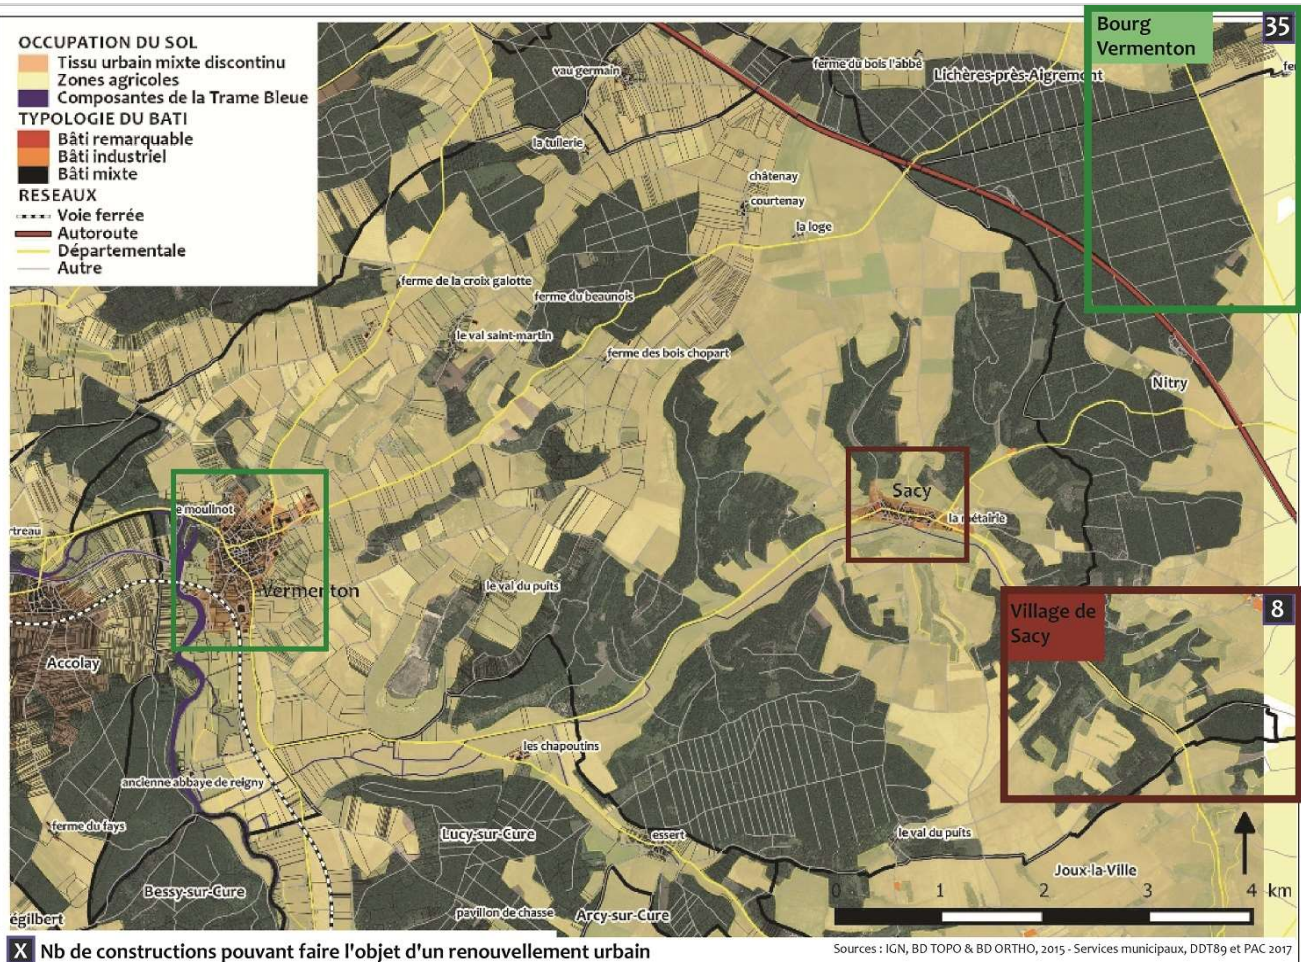 OCCUPATION DU SOL
Tissu urbain mixte discontinu
Zones agricoles
Composantes de la Trame Bleue
TYPOLOGIE DU BATI
Bâti remarquable
Bâti industriel
Bâti mixte
RESEAUX
Voie ferrée
Autoroute
Départementale
Autre
Bourg
Vermenton
35
vau germain
ferme du bois l'abbé
Lichères-près-Aigremont
fer
la tuilerie
châtenay
courtenay
la loge
ferme de la croix galotte
ferme du beaunois
le val saint-martin
ferme des bois chopart
Nitry
Sacy
la métairie
e moulinot
rtreau
Vermenton
le val du puits
Village de
Sacy
8
Accolay
les chapoutins
ancienne abbaye de reigny
ferme du fays
Lucy-sur-Cure
essert
le val du puits
Joux-la-Ville
Bessy-sur-Cure
égilbert
pavillon de chasse
Arcy-sur-Cure
0 1 2 3 4 km
X Nb de constructions pouvant faire l'objet d'un renouvellement urbain
Sources : IGN, BD TOPO & BD ORTHO, 2015 - Services municipaux, DDT89 et PAC 2017